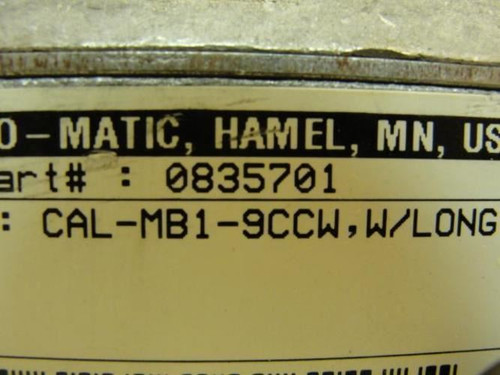 O-MATIC, HAMEL, MN, US
art# : 0835701
: CAL-MB1-9CCW,W/LONG